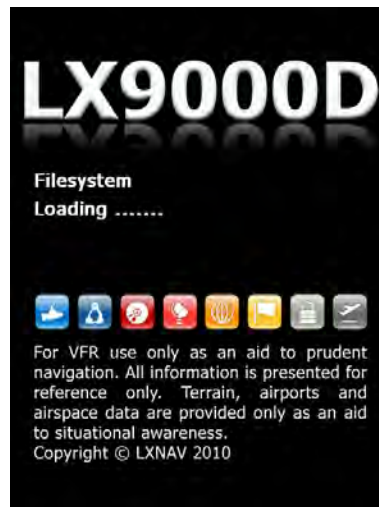 LX9000D
Filesystem
Loading .......
For VFR use only as an aid to prudent
navigation. All information is presented for
reference only. Terrain, airports and
airspace data are provided only as an aid
to situational awareness.
Copyright © LXNAV 2010